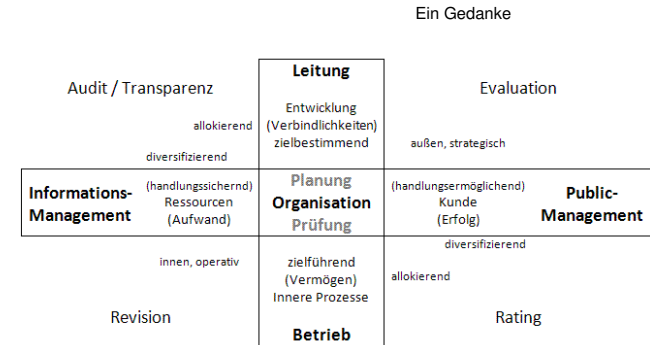 Ein Gedanke
Leitung
Audit / Transparenz
Evaluation
Entwicklung
(Verbindlichkeiten)
zielbestimmend
allokierend
außen, strategisch
diversifizierend
Informations-
Management
(handlungssichernd)
Ressourcen
(Aufwand)
Planung
Organisation
Prüfung
(handlungsermöglichend)
Kunde
(Erfolg)
Public-
Management
diversifizierend
innen, operativ
zielführend
(Vermögen)
Innere Prozesse
allokierend
Revision
Rating
Betrieb